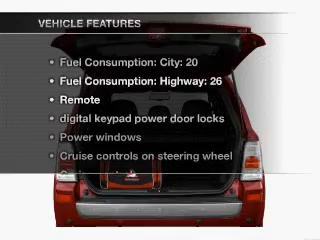 VEHICLE FEATURES
• Fuel Consumption: City: 20
• Fuel Consumption: Highway: 26
• Remote
• digital keypad power door locks
• Power windows
• Cruise controls on steering wheel